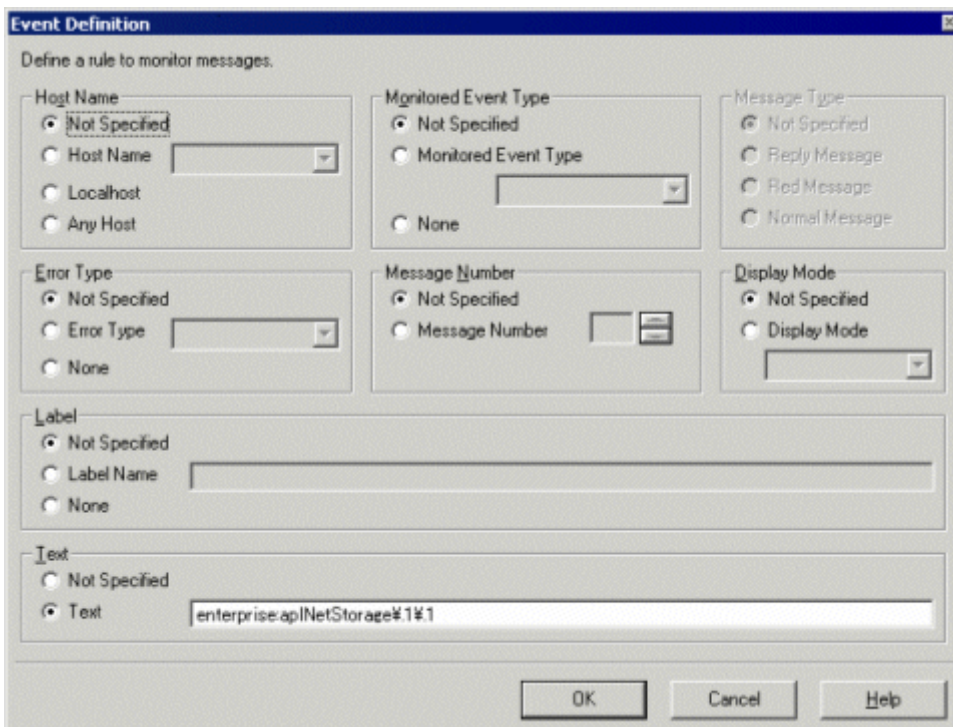 Event Definition
Define a rule to monitor messages.
Host Name
Not Specified
Host Name
Localhost
Any Host
Monitored Event Type
Not Specified
Monitored Event Type
None
Message Type
Not Specified
Reply Message
Red Message
Normal Message
Error Type
Not Specified
Error Type
None
Message Number
Not Specified
Message Number
Display Mode
Not Specified
Display Mode
Label
Not Specified
Label Name
None
Text
Not Specified
Text
enterprise:aplNetStorage¥.1¥.1
OK
Cancel
Help